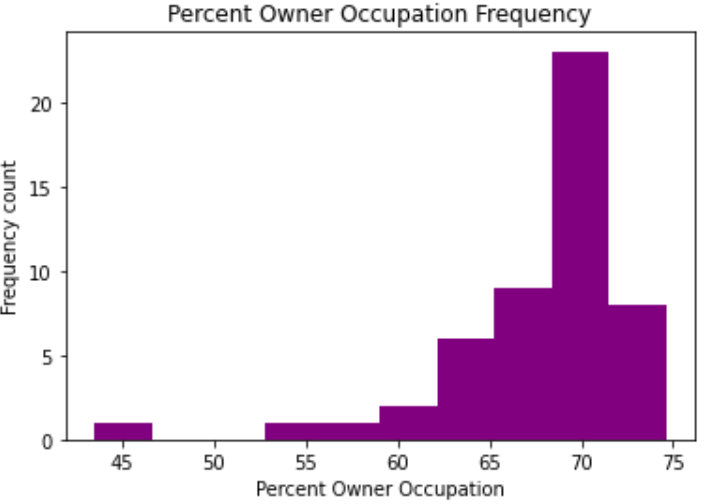 Percent Owner Occupation Frequency
Frequency count
20
15
10
5
0
45 50 55 60 65 70 75
Percent Owner Occupation